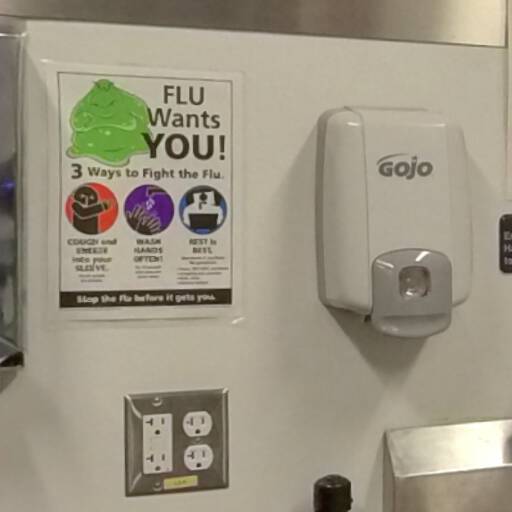 FLU
Wants
YOU!
3 Ways to Fight the Flu.
COUGH and
SNEEZE
into your
SLEEVE.
WASH
HANDS
OFTEN!
REST is
BEST.
Stop the flu before it gets you.
GOJO